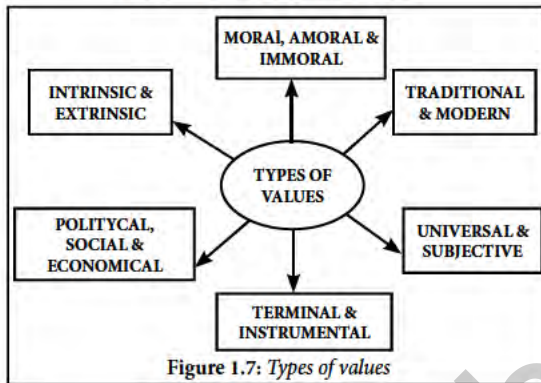 MORAl, AMORAL &
IMMORAL
INTRINSIC &
EXTRINSIC
TRADITIONAL
& MODERN
TYPES OF
VALUES
POLITYCAL,
SOCIAL &
ECONOMICAL
UNIVERSAL &
SUBJECTIVE
TERMINAL &
INSTRUMENTAL
Figure 1.7: Types of values